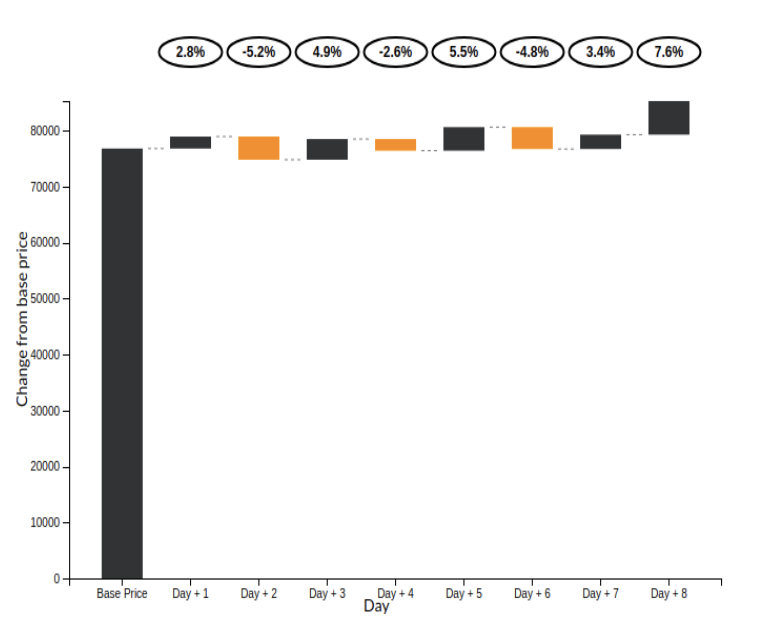 2.8% -5.2% 4.9% -2.6% 5.5% -4.8% 3.4% 7.6%
Change from base price
80000
70000
60000
50000
40000
30000
20000
10000
0
Base Price Day + 1 Day + 2 Day + 3 Day + 4 Day + 5 Day + 6 Day + 7 Day + 8
Day